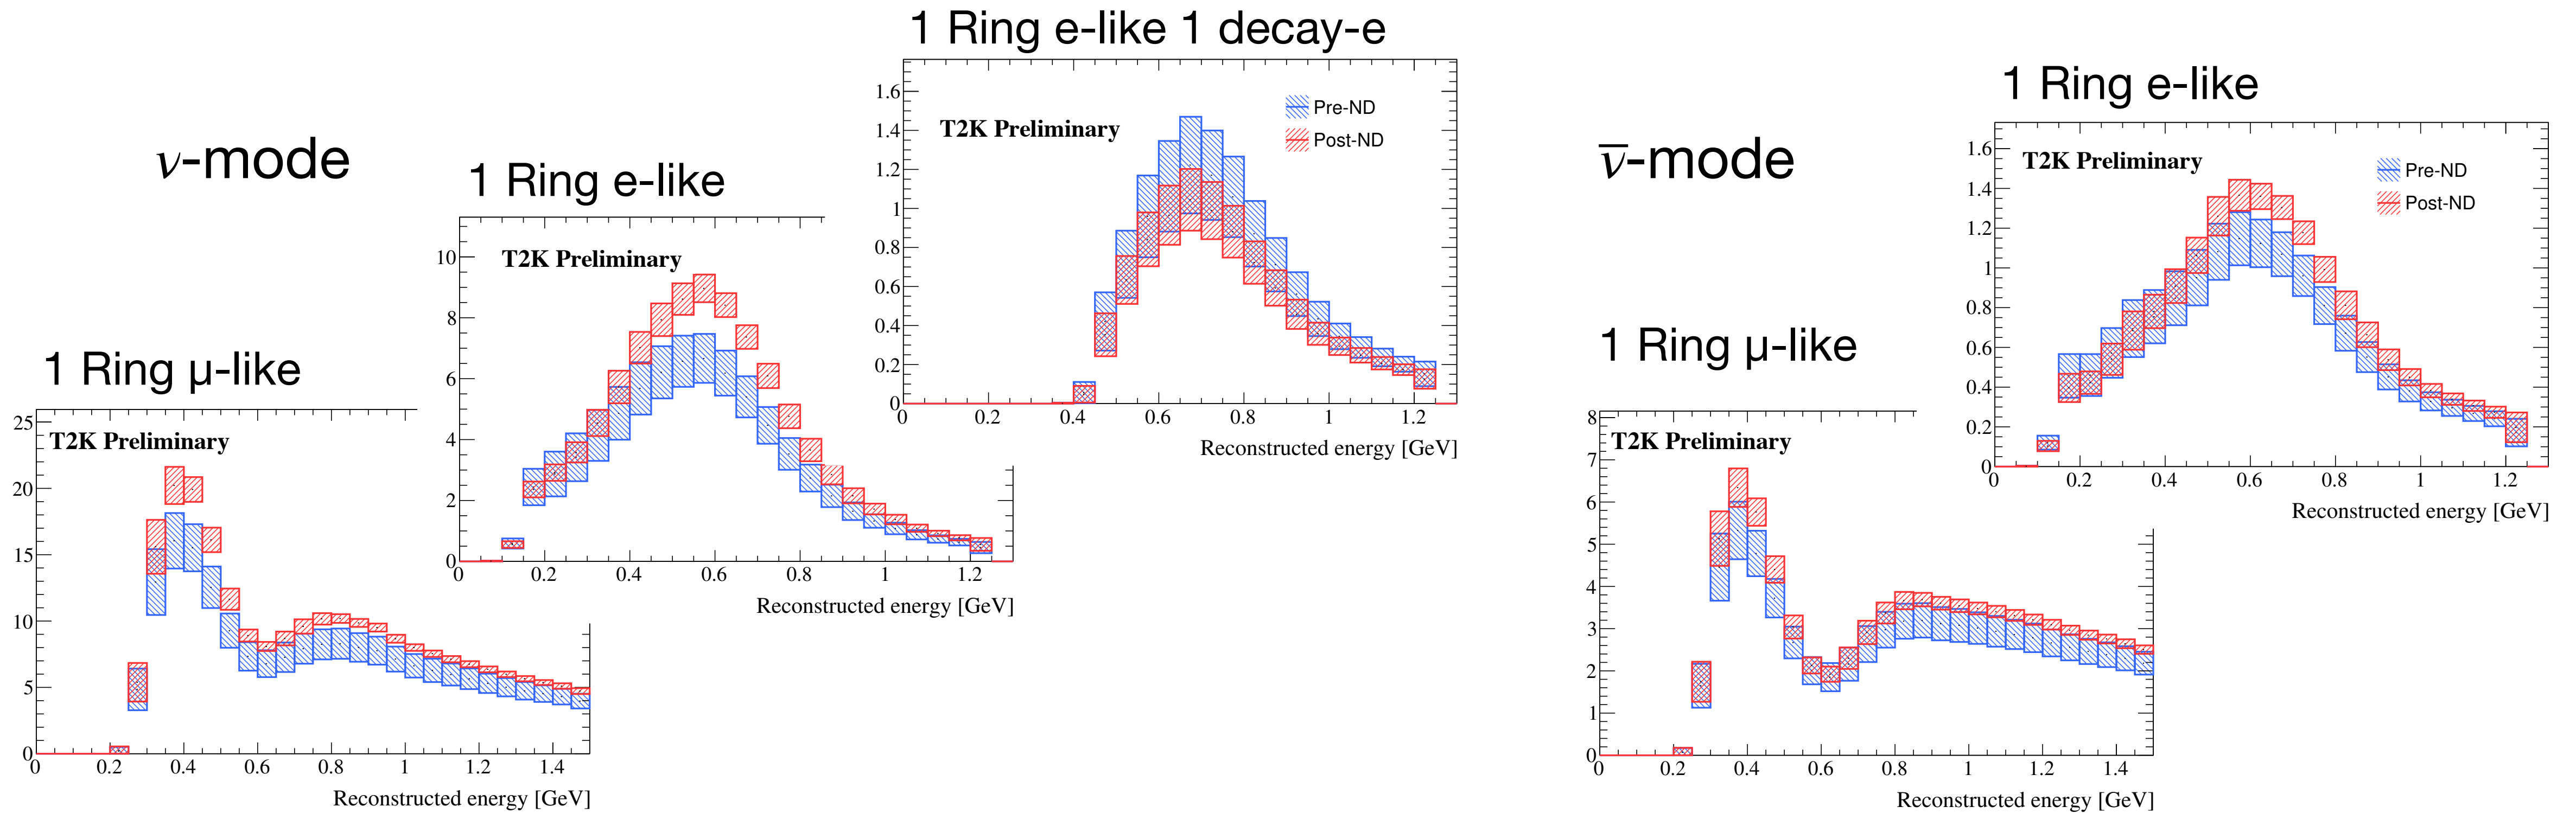 ν-mode
1 Ring μ-like
T2K Preliminary
25
20
15
10
5
0
0 0.2 0.4 0.6 0.8 1 1.2 1.4
Reconstructed energy [GeV]
1 Ring e-like
T2K Preliminary
10
8
6
4
2
0
0 0.2 0.4 0.6 0.8 1 1.2
Reconstructed energy [GeV]
1 Ring e-like 1 decay-e
T2K Preliminary
Pre-ND
Post-ND
1.6
1.4
1.2
1
0.8
0.6
0.4
0.2
0
0 0.2 0.4 0.6 0.8 1 1.2
Reconstructed energy [GeV]
ν̅-mode
1 Ring μ-like
T2K Preliminary
8
7
6
5
4
3
2
1
0
0 0.2 0.4 0.6 0.8 1 1.2 1.4
Reconstructed energy [GeV]
1 Ring e-like
T2K Preliminary
Pre-ND
Post-ND
1.6
1.4
1.2
1
0.8
0.6
0.4
0.2
0
0 0.2 0.4 0.6 0.8 1 1.2
Reconstructed energy [GeV]